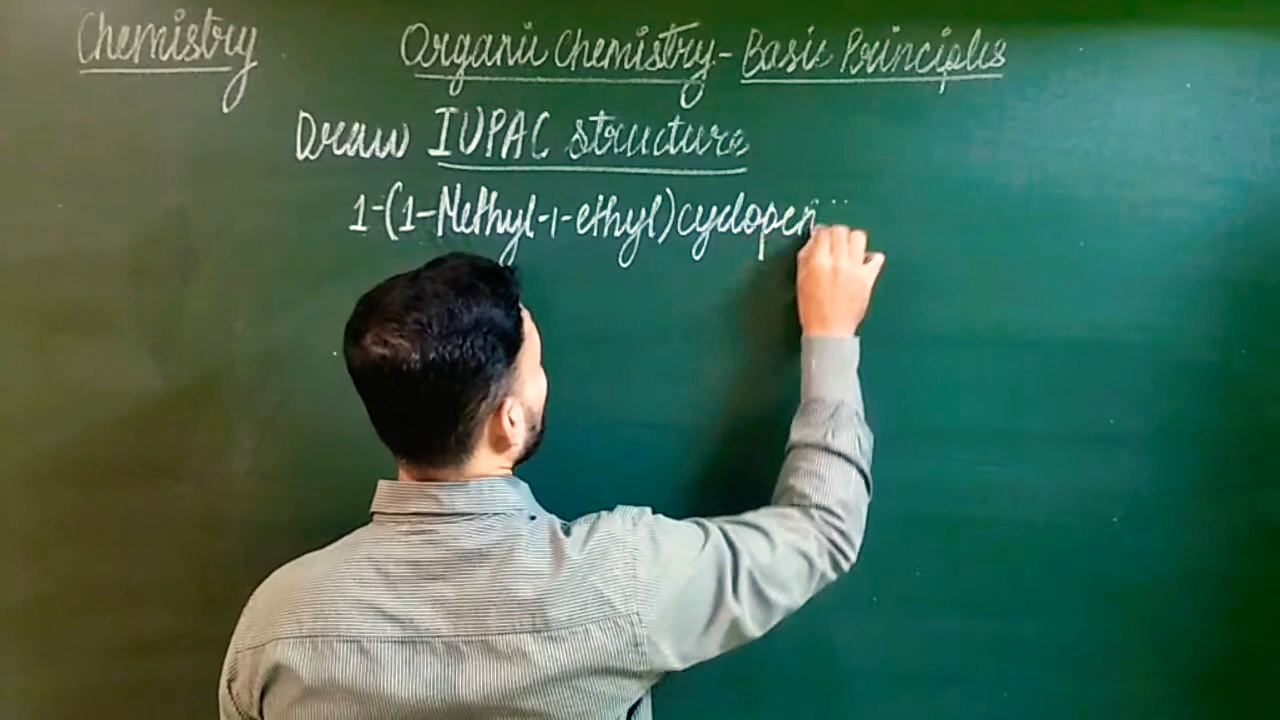 Chemistry
Organic Chemistry - Basic Principles
Draw IUPAC structure
1-(1-Methyl-1-ethyl)cyclopen